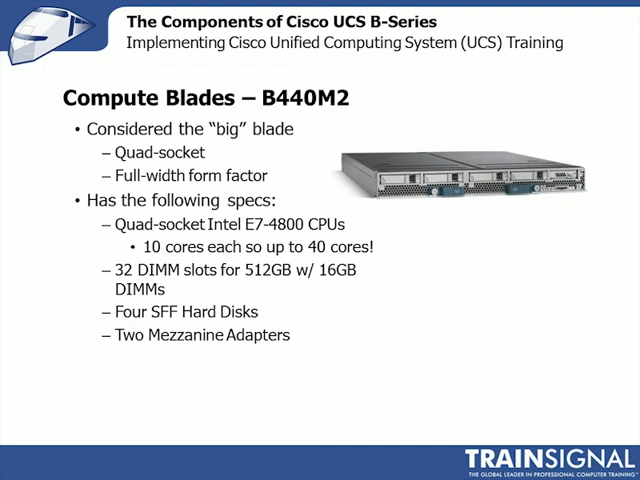 The Components of Cisco UCS B-Series
Implementing Cisco Unified Computing System (UCS) Training
Compute Blades – B440M2
• Considered the “big” blade
– Quad-socket
– Full-width form factor
• Has the following specs:
– Quad-socket Intel E7-4800 CPUs
• 10 cores each so up to 40 cores!
– 32 DIMM slots for 512GB w/ 16GB
DIMMs
– Four SFF Hard Disks
– Two Mezzanine Adapters
TRAINSIGNAL
THE GLOBAL LEADER IN PROFESSIONAL COMPUTER TRAINING